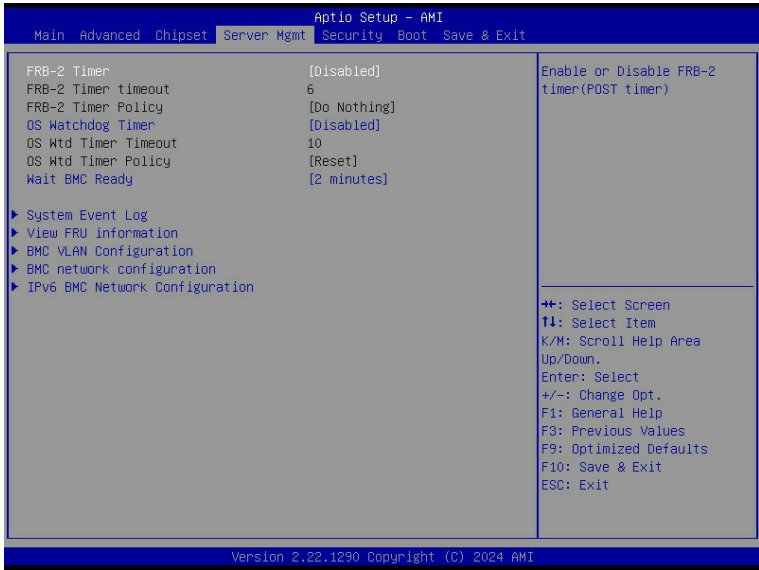 Aptio Setup - AMI
Main Advanced Chipset Server Mgmt Security Boot Save & Exit
FRB-2 Timer [Disabled]
FRB-2 Timer timeout 6
FRB-2 Timer Policy [Do Nothing]
OS Watchdog Timer [Disabled]
OS Wtd Timer Timeout 10
OS Wtd Timer Policy [Reset]
Wait BMC Ready [2 minutes]
System Event Log
View FRU information
BMC VLAN Configuration
BMC network configuration
IPv6 BMC Network Configuration
Enable or Disable FRB-2
timer(POST timer)
→←: Select Screen
↑↓: Select Item
K/M: Scroll Help Area
Up/Down.
Enter: Select
+/-: Change Opt.
F1: General Help
F3: Previous Values
F9: Optimized Defaults
F10: Save & Exit
ESC: Exit
Version 2.22.1290 Copyright (C) 2024 AMI